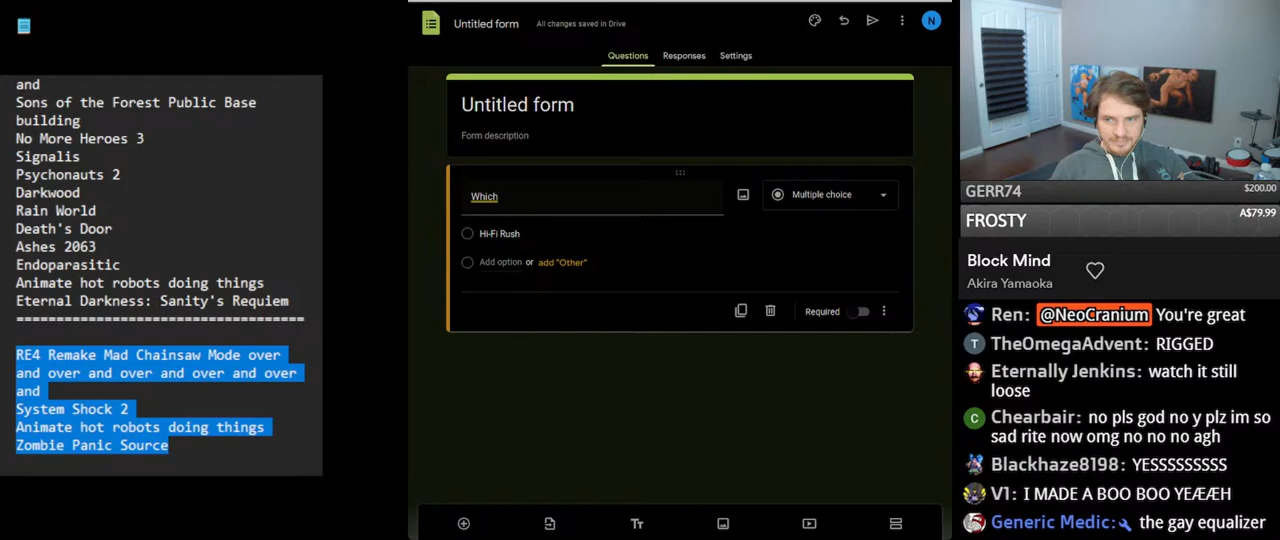 and
Sons of the Forest Public Base
building
No More Heroes 3
Signalis
Psychonauts 2
Darkwood
Rain World
Death's Door
Ashes 2063
Endoparasitic
Animate hot robots doing things
Eternal Darkness: Sanity's Requiem
====================================
RE4 Remake Mad Chainsaw Mode over
and over and over and over and over
and
System Shock 2
Animate hot robots doing things
Zombie Panic Source
Untitled form
All changes saved in Drive
N
Questions
Responses
Settings
Untitled form
Form description
Which
Multiple choice
Hi-Fi Rush
Add option or add "Other"
Required
Tт
GERR74
$200.00
FROSTY
A$79.99
Block Mind
Akira Yamaoka
Ren: @NeoCranium You're great
T TheOmegaAdvent: RIGGED
Eternally Jenkins: watch it still
loose
C Chearbair: no pls god no y plz im so
sad rite now omg no no no agh
Blackhaze8198: YESSSSSSSS
V1: I MADE A BOO BOO YEÆÆH
Generic Medic: the gay equalizer